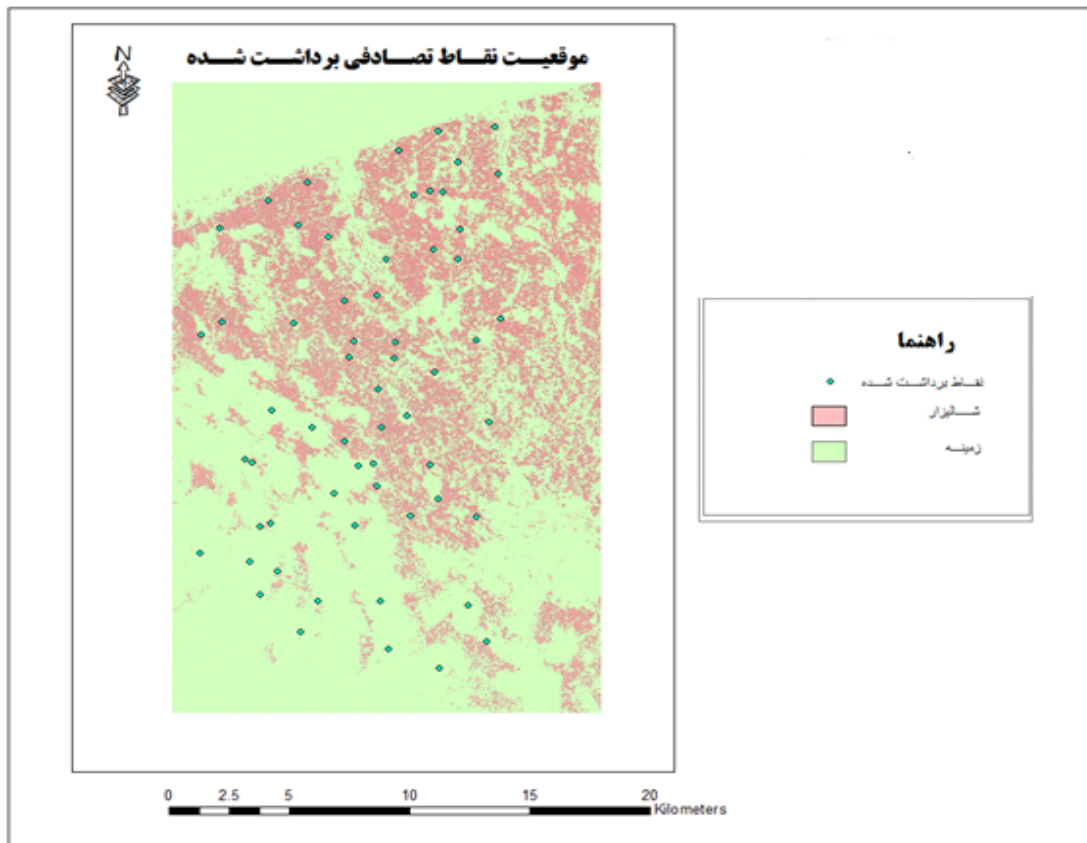 N
موقعیت نقاط تصادفی برداشت شده
راهنما
نقاط برداشت شده
شالیزار
زمینه
0 2.5 5 10 15 20
Kilometers